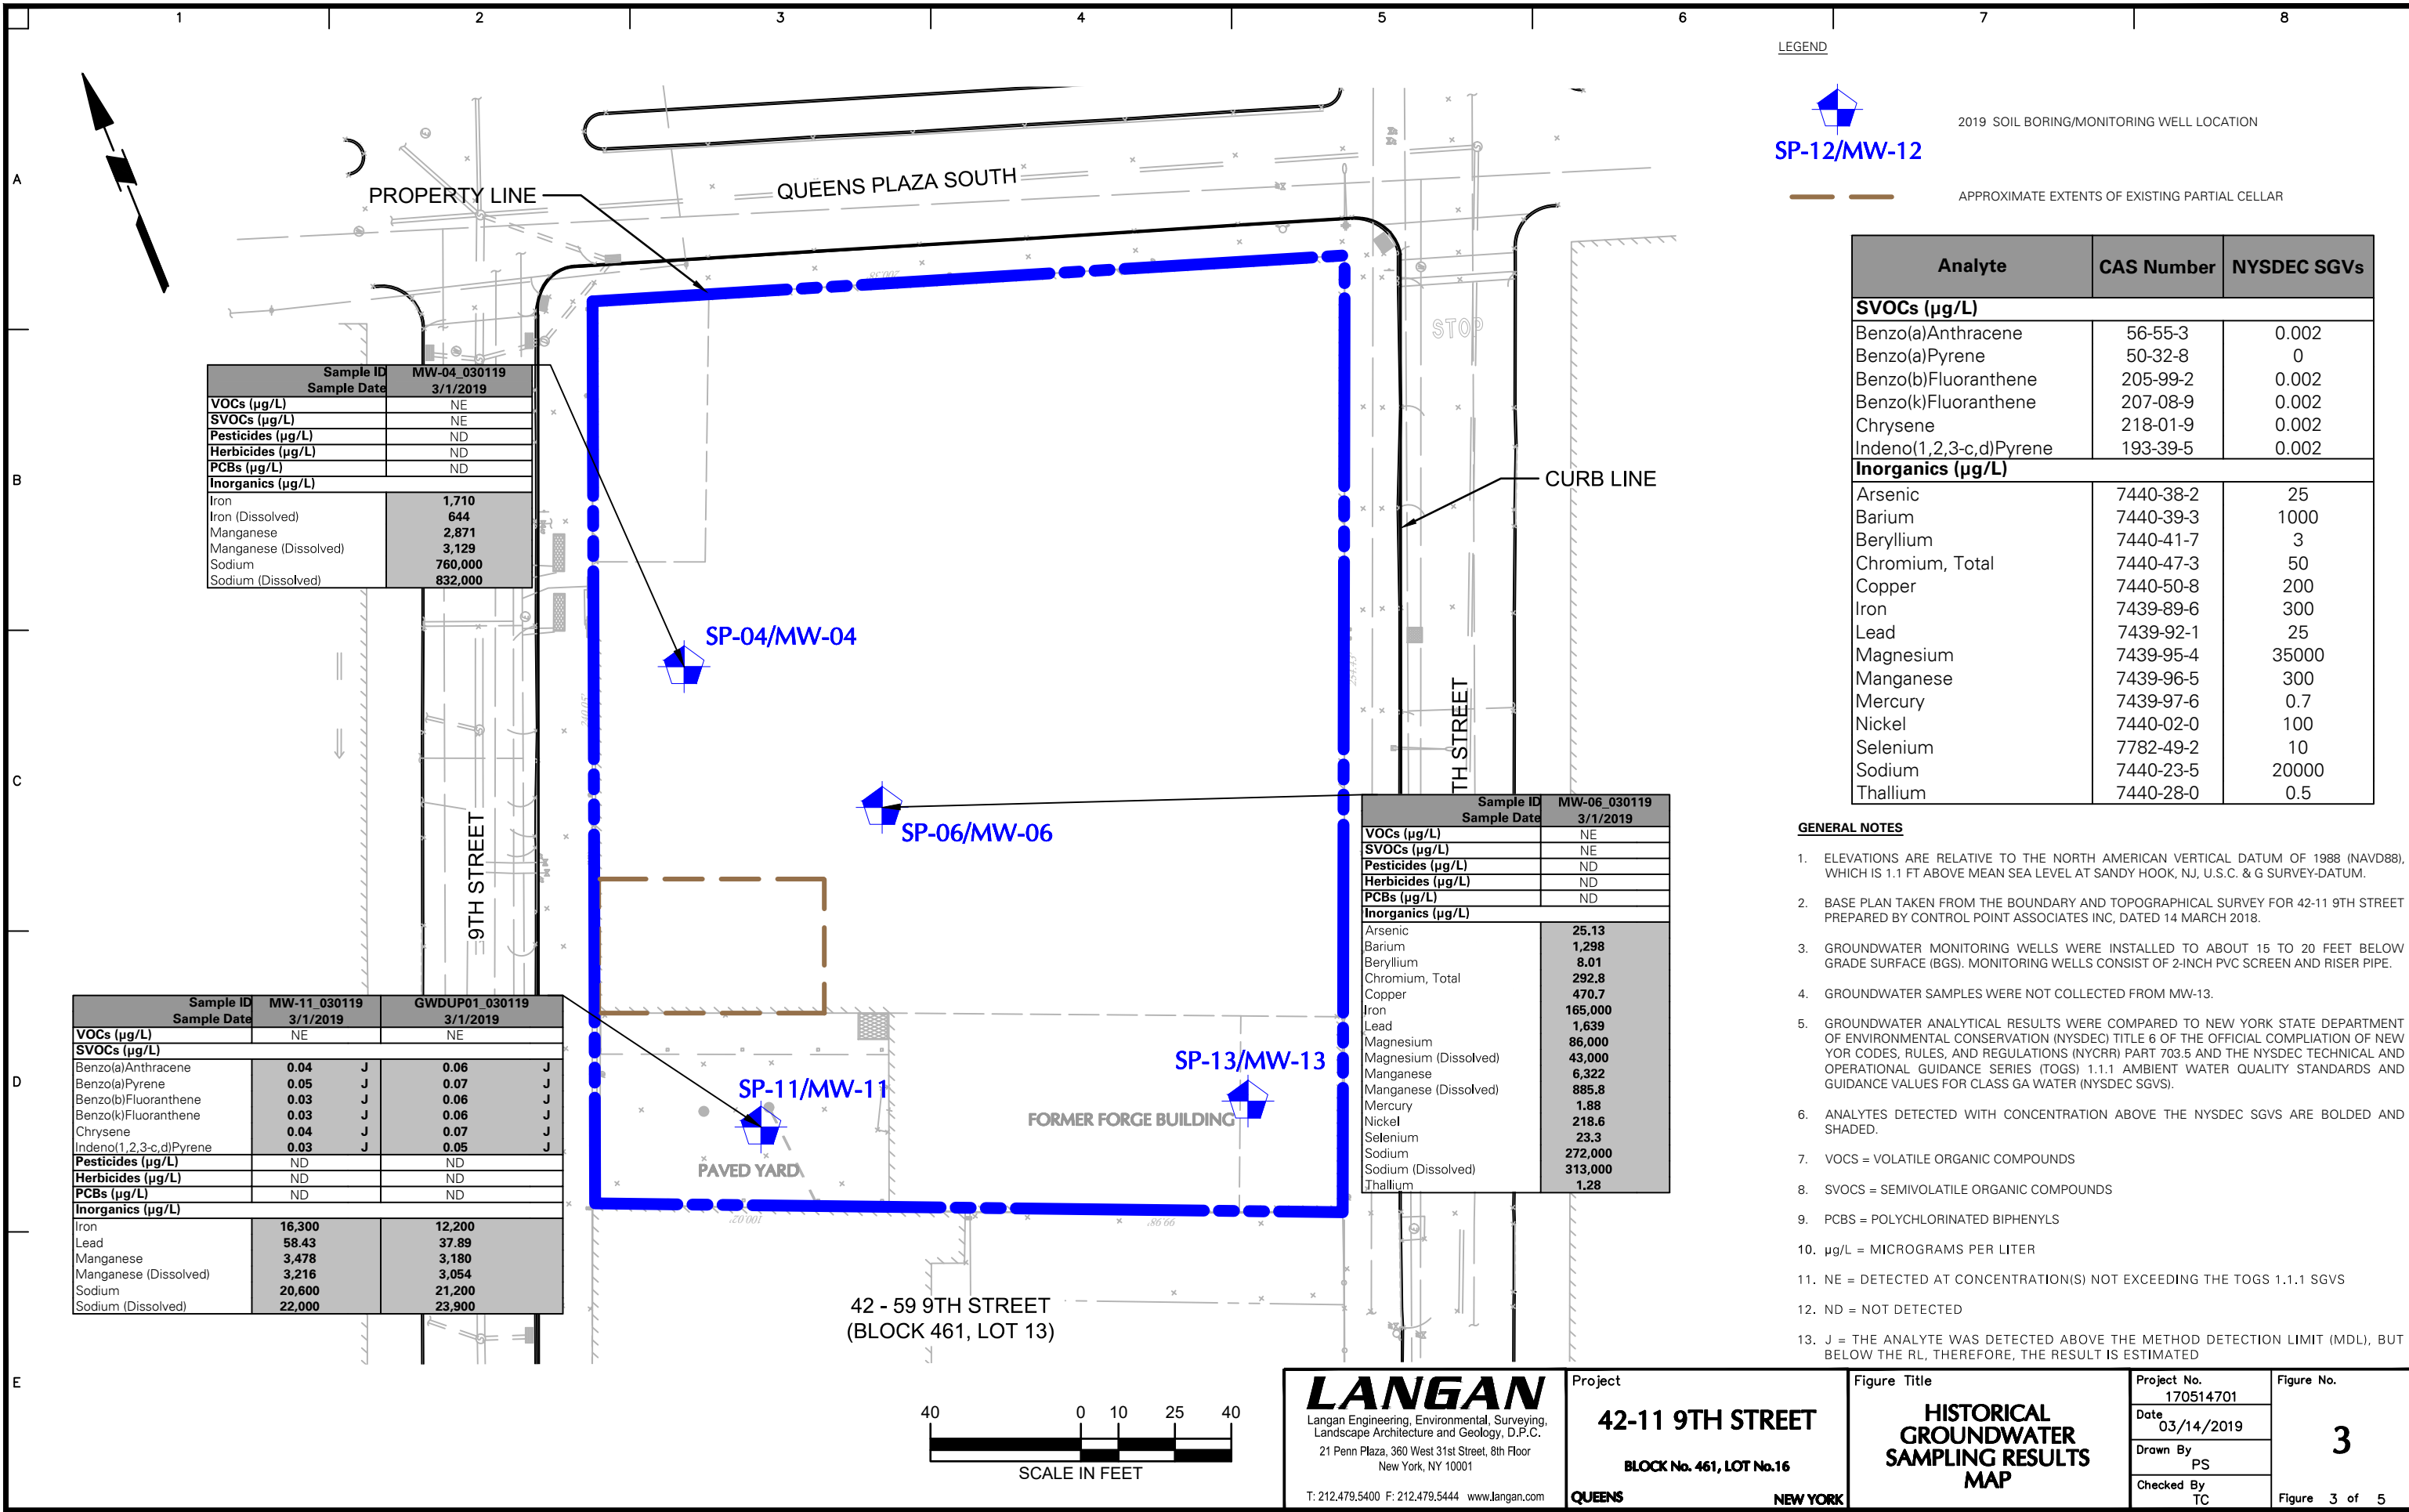 1 2 3 4 5 6 7 8
A
B
C
D
E
LEGEND
2019 SOIL BORING/MONITORING WELL LOCATION
SP-12/MW-12
APPROXIMATE EXTENTS OF EXISTING PARTIAL CELLAR
PROPERTY LINE
QUEENS PLAZA SOUTH
STOP
CURB LINE
9TH STREET
TH STREET
SP-04/MW-04
SP-06/MW-06
SP-11/MW-11
SP-13/MW-13
FORMER FORGE BUILDING
PAVED YARD
100.02'
99.98'
42 - 59 9TH STREET
(BLOCK 461, LOT 13)
Sample ID MW-04_030119
Sample Date 3/1/2019
VOCs (µg/L) NE
SVOCs (µg/L) NE
Pesticides (µg/L) ND
Herbicides (µg/L) ND
PCBs (µg/L) ND
Inorganics (µg/L)
Iron 1,710
Iron (Dissolved) 644
Manganese 2,871
Manganese (Dissolved) 3,129
Sodium 760,000
Sodium (Dissolved) 832,000
Sample ID MW-06_030119
Sample Date 3/1/2019
VOCs (µg/L) NE
SVOCs (µg/L) NE
Pesticides (µg/L) ND
Herbicides (µg/L) ND
PCBs (µg/L) ND
Inorganics (µg/L)
Arsenic 25.13
Barium 1,298
Beryllium 8.01
Chromium, Total 292.8
Copper 470.7
Iron 165,000
Lead 1,639
Magnesium 86,000
Magnesium (Dissolved) 43,000
Manganese 6,322
Manganese (Dissolved) 885.8
Mercury 1.88
Nickel 218.6
Selenium 23.3
Sodium 272,000
Sodium (Dissolved) 313,000
Thallium 1.28
Sample ID MW-11_030119 GWDUP01_030119
Sample Date 3/1/2019 3/1/2019
VOCs (µg/L) NE NE
SVOCs (µg/L)
Benzo(a)Anthracene 0.04 J 0.06 J
Benzo(a)Pyrene 0.05 J 0.07 J
Benzo(b)Fluoranthene 0.03 J 0.06 J
Benzo(k)Fluoranthene 0.03 J 0.06 J
Chrysene 0.04 J 0.07 J
Indeno(1,2,3-c,d)Pyrene 0.03 J 0.05 J
Pesticides (µg/L) ND ND
Herbicides (µg/L) ND ND
PCBs (µg/L) ND ND
Inorganics (µg/L)
Iron 16,300 12,200
Lead 58.43 37.89
Manganese 3,478 3,180
Manganese (Dissolved) 3,216 3,054
Sodium 20,600 21,200
Sodium (Dissolved) 22,000 23,900
Analyte CAS Number NYSDEC SGVs
SVOCs (µg/L)
Benzo(a)Anthracene 56-55-3 0.002
Benzo(a)Pyrene 50-32-8 0
Benzo(b)Fluoranthene 205-99-2 0.002
Benzo(k)Fluoranthene 207-08-9 0.002
Chrysene 218-01-9 0.002
Indeno(1,2,3-c,d)Pyrene 193-39-5 0.002
Inorganics (µg/L)
Arsenic 7440-38-2 25
Barium 7440-39-3 1000
Beryllium 7440-41-7 3
Chromium, Total 7440-47-3 50
Copper 7440-50-8 200
Iron 7439-89-6 300
Lead 7439-92-1 25
Magnesium 7439-95-4 35000
Manganese 7439-96-5 300
Mercury 7439-97-6 0.7
Nickel 7440-02-0 100
Selenium 7782-49-2 10
Sodium 7440-23-5 20000
Thallium 7440-28-0 0.5
GENERAL NOTES
1. ELEVATIONS ARE RELATIVE TO THE NORTH AMERICAN VERTICAL DATUM OF 1988 (NAVD88),
WHICH IS 1.1 FT ABOVE MEAN SEA LEVEL AT SANDY HOOK, NJ, U.S.C. & G SURVEY-DATUM.
2. BASE PLAN TAKEN FROM THE BOUNDARY AND TOPOGRAPHICAL SURVEY FOR 42-11 9TH STREET
PREPARED BY CONTROL POINT ASSOCIATES INC, DATED 14 MARCH 2018.
3. GROUNDWATER MONITORING WELLS WERE INSTALLED TO ABOUT 15 TO 20 FEET BELOW
GRADE SURFACE (BGS). MONITORING WELLS CONSIST OF 2-INCH PVC SCREEN AND RISER PIPE.
4. GROUNDWATER SAMPLES WERE NOT COLLECTED FROM MW-13.
5. GROUNDWATER ANALYTICAL RESULTS WERE COMPARED TO NEW YORK STATE DEPARTMENT
OF ENVIRONMENTAL CONSERVATION (NYSDEC) TITLE 6 OF THE OFFICIAL COMPLIATION OF NEW
YOR CODES, RULES, AND REGULATIONS (NYCRR) PART 703.5 AND THE NYSDEC TECHNICAL AND
OPERATIONAL GUIDANCE SERIES (TOGS) 1.1.1 AMBIENT WATER QUALITY STANDARDS AND
GUIDANCE VALUES FOR CLASS GA WATER (NYSDEC SGVS).
6. ANALYTES DETECTED WITH CONCENTRATION ABOVE THE NYSDEC SGVS ARE BOLDED AND
SHADED.
7. VOCS = VOLATILE ORGANIC COMPOUNDS
8. SVOCS = SEMIVOLATILE ORGANIC COMPOUNDS
9. PCBS = POLYCHLORINATED BIPHENYLS
10. µg/L = MICROGRAMS PER LITER
11. NE = DETECTED AT CONCENTRATION(S) NOT EXCEEDING THE TOGS 1.1.1 SGVS
12. ND = NOT DETECTED
13. J = THE ANALYTE WAS DETECTED ABOVE THE METHOD DETECTION LIMIT (MDL), BUT
BELOW THE RL, THEREFORE, THE RESULT IS ESTIMATED
40 0 10 25 40
SCALE IN FEET
LANGAN
Langan Engineering, Environmental, Surveying,
Landscape Architecture and Geology, D.P.C.
21 Penn Plaza, 360 West 31st Street, 8th Floor
New York, NY 10001
T: 212.479.5400 F: 212.479.5444 www.langan.com
Project
42-11 9TH STREET
BLOCK No. 461, LOT No.16
QUEENS NEW YORK
Figure Title
HISTORICAL
GROUNDWATER
SAMPLING RESULTS
MAP
Project No.
170514701
Date
03/14/2019
Drawn By
PS
Checked By
TC
Figure No.
3
Figure 3 of 5